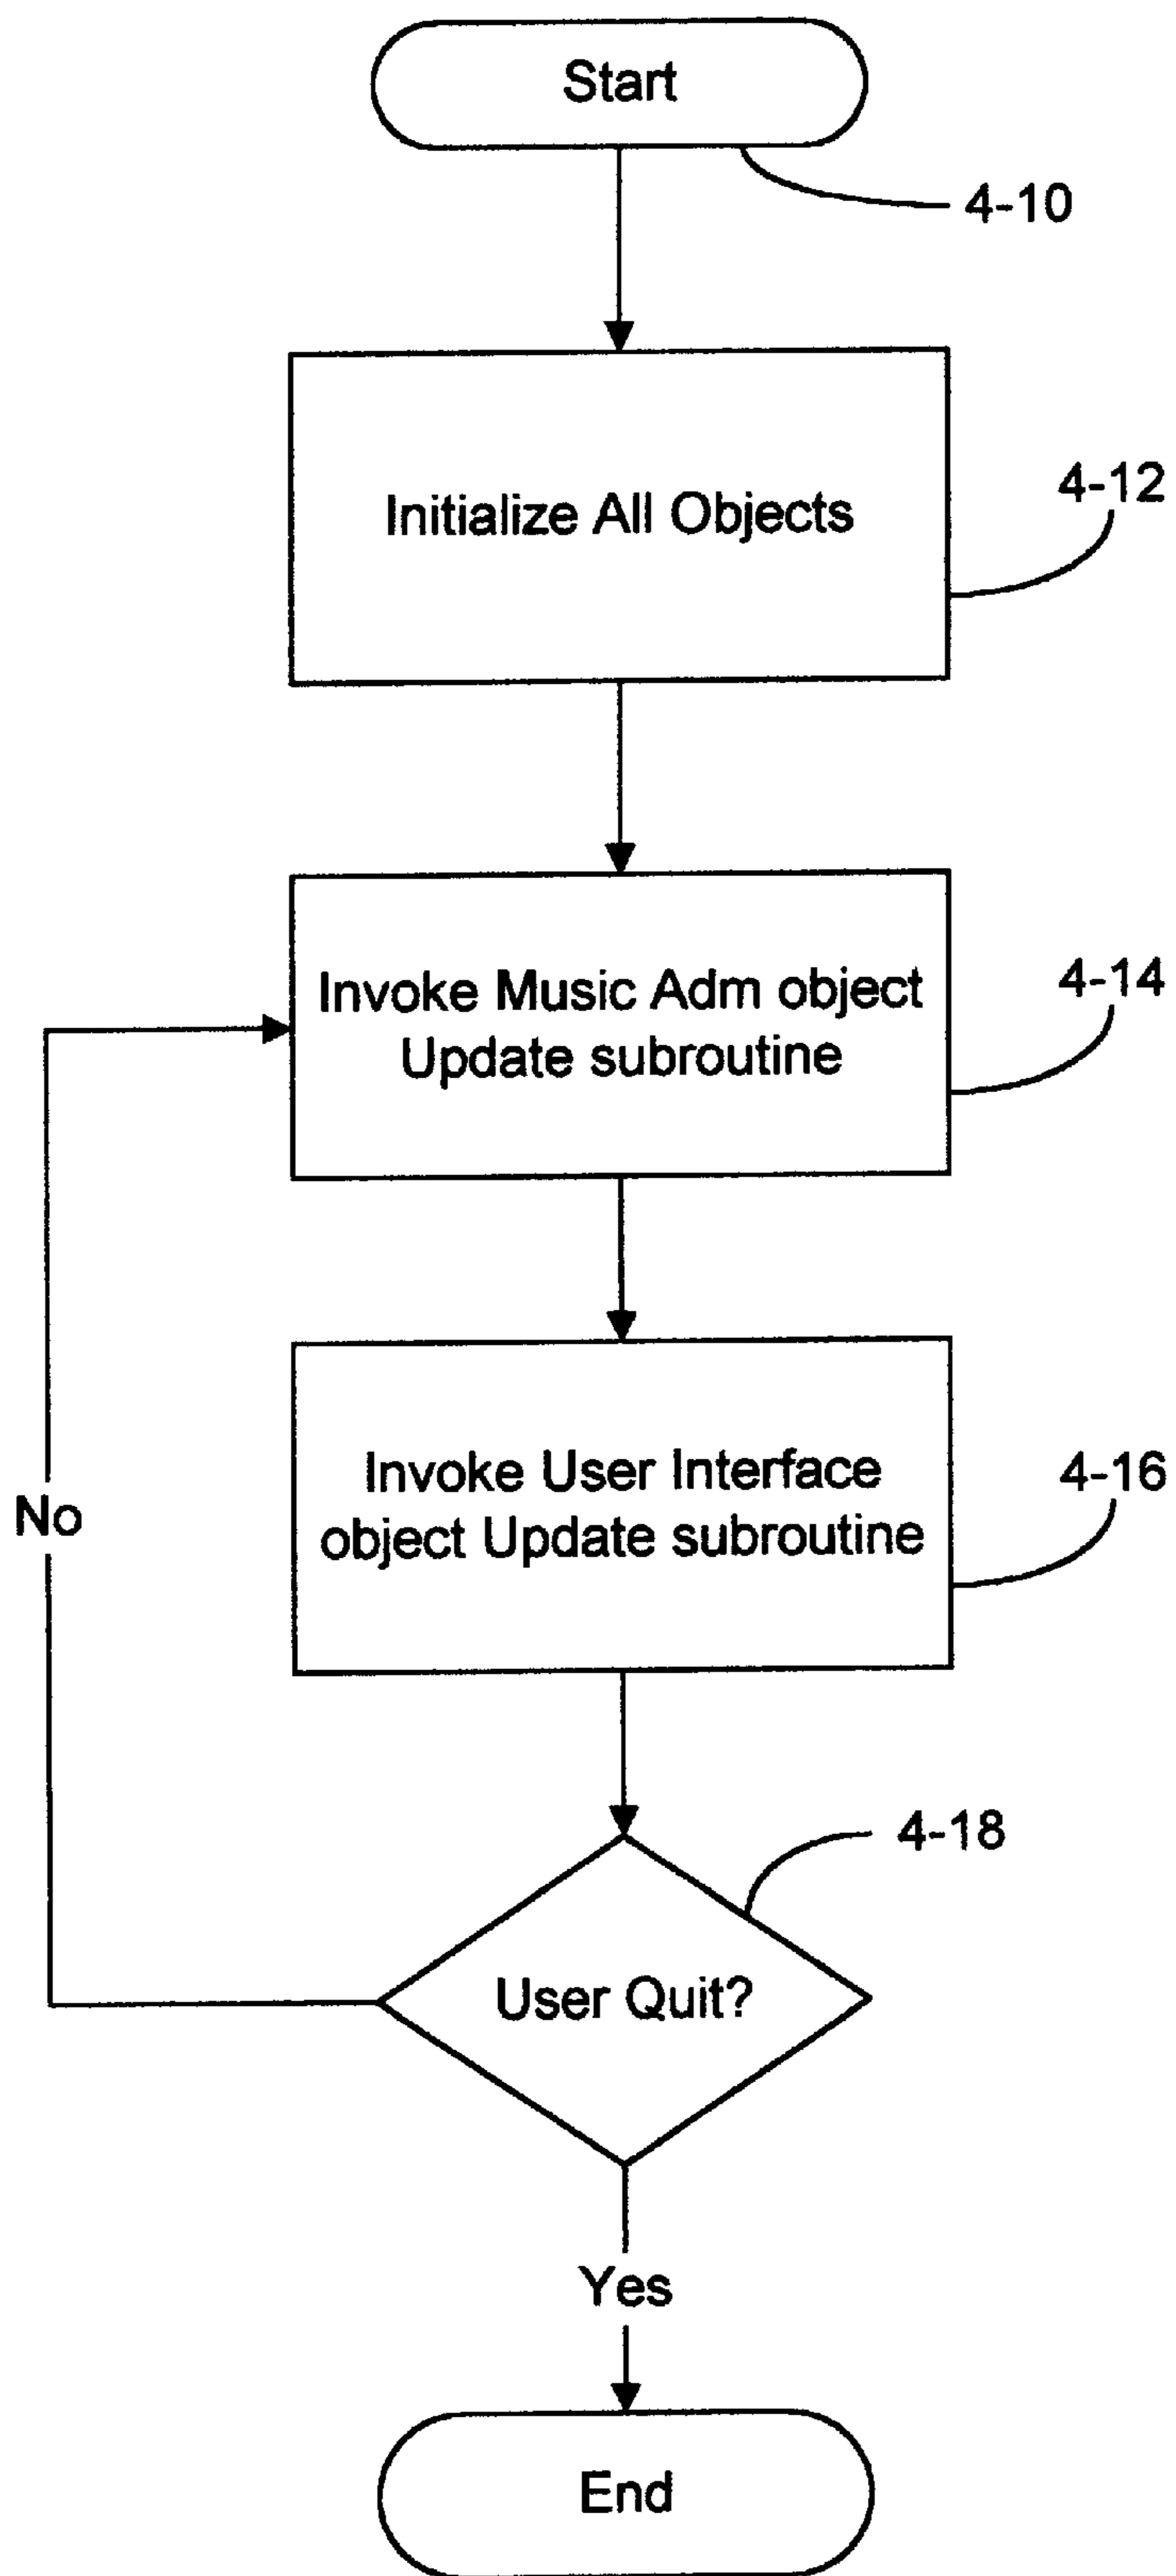 Start
4-10
Initialize All Objects
4-12
Invoke Music Adm object
Update subroutine
4-14
Invoke User Interface
object Update subroutine
4-16
No
4-18
User Quit?
Yes
End